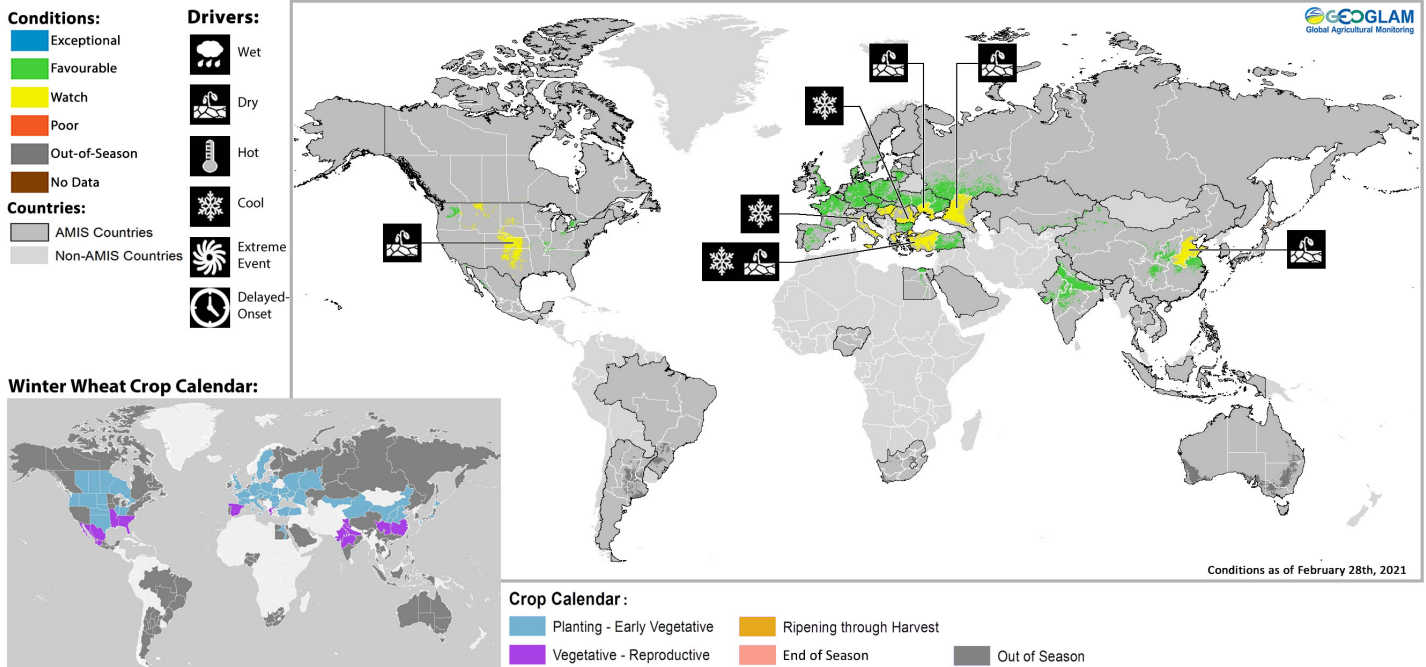 Conditions:
Exceptional
Favourable
Watch
Poor
Out-of-Season
No Data
Countries:
AMIS Countries
Non-AMIS Countries
Drivers:
Wet
Dry
Hot
Cool
Extreme
Event
Delayed-
Onset
GEOGLAM
Global Agricultural Monitoring
Conditions as of February 28th, 2021
Winter Wheat Crop Calendar:
Crop Calendar :
Planting - Early Vegetative
Vegetative - Reproductive
Ripening through Harvest
End of Season
Out of Season